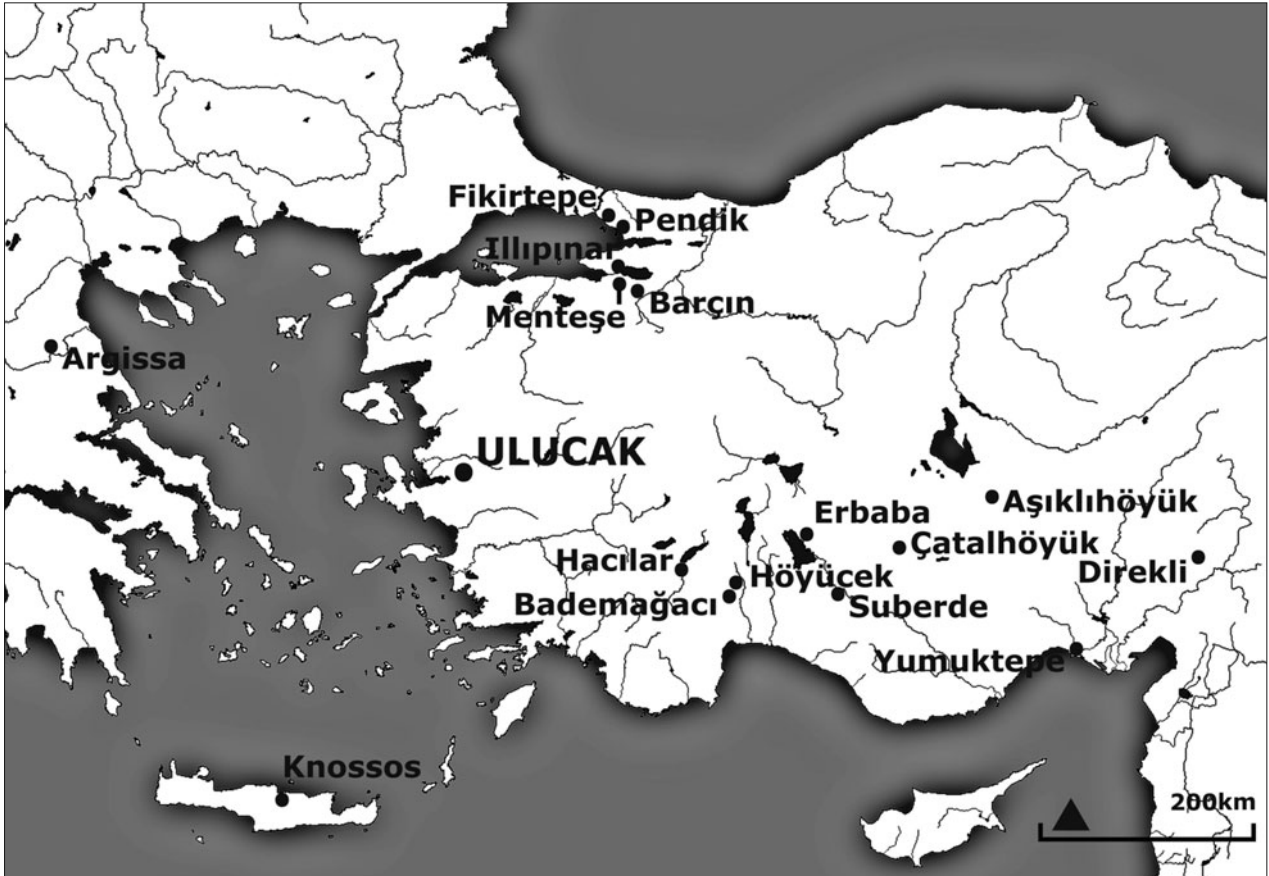 Fikirtepe
Pendik
Illıpınar
Barçın
Menteşe
Argissa
ULUCAK
Aşıklıhöyük
Erbaba
Çatalhöyük
Hacılar
Direkli
Höyücek
Bademağacı
Suberde
Yumuktepe
Knossos
200km